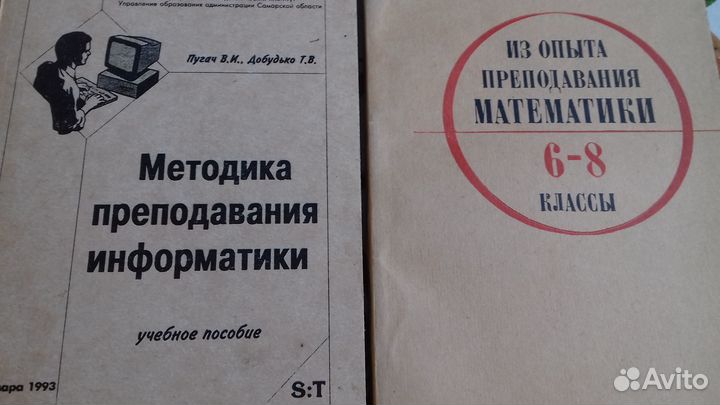 Управление образования администрации Самарской области
Пугач В.И., Добудько Т.В.
Методика
преподавания
информатики
учебное пособие
1993
S:T
ИЗ ОПЫТА
ПРЕПОДАВАНИЯ
МАТЕМАТИКИ
6-8
КЛАССЫ
Avito